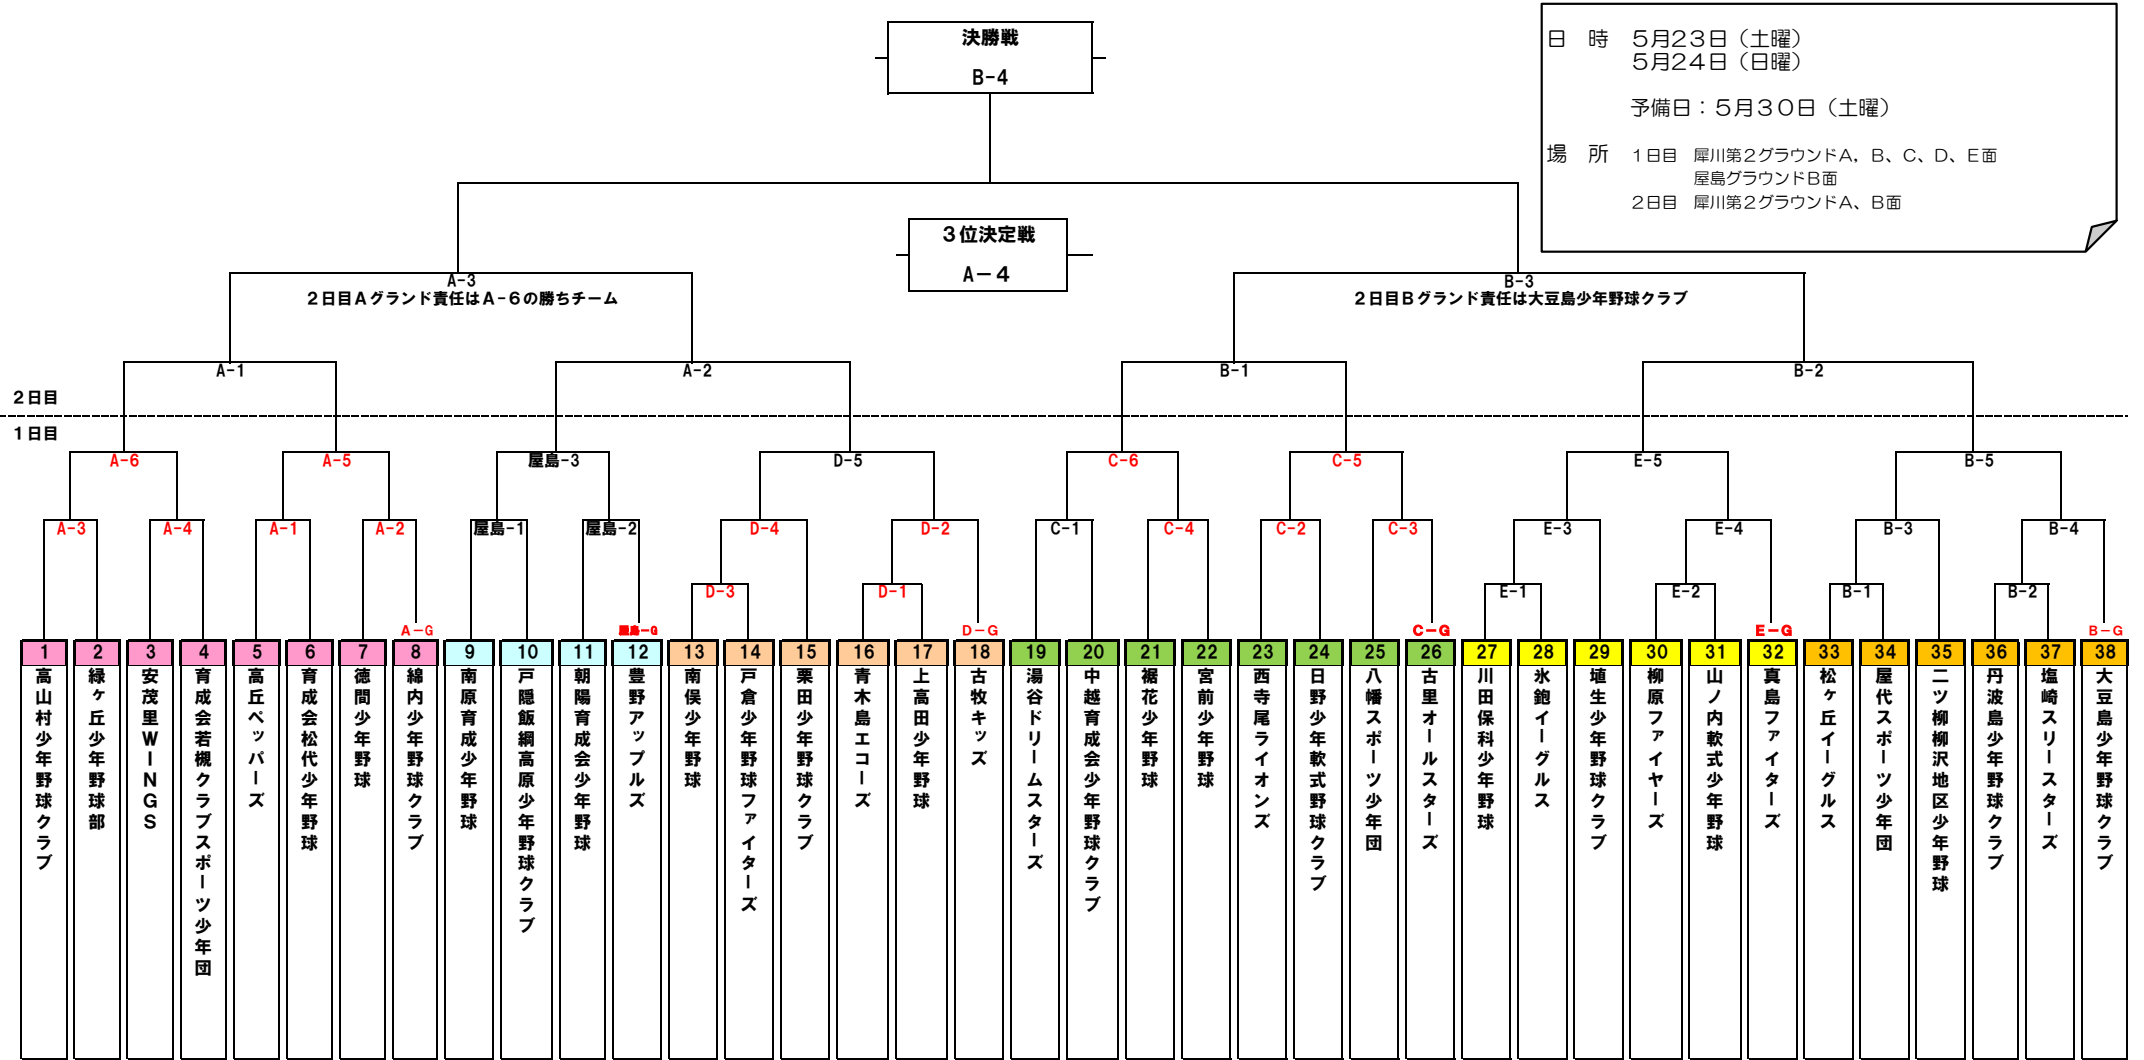 決勝戦
B-4
日　時　5月23日（土曜）
5月24日（日曜）
予備日：5月30日（土曜）
場　所　1日目　犀川第2グラウンドA，B、C、D、E面
屋島グラウンドB面
2日目　犀川第2グラウンドA、B面
3位決定戦
A－4
A-3
2日目Aグランド責任はA-6の勝ちチーム
B-3
2日目Bグランド責任は大豆島少年野球クラブ
A-1
A-2
B-1
B-2
2日目
1日目
A-6
A-5
屋島-3
D-5
C-6
C-5
E-5
B-5
A-3
A-4
A-1
A-2
屋島-1
屋島-2
D-4
D-2
C-1
C-4
C-2
C-3
E-3
E-4
B-3
B-4
D-3
D-1
E-1
E-2
B-1
B-2
A－G
屋島－G
D－G
C－G
E－G
B－G
1
高山村少年野球クラブ
2
緑ヶ丘少年野球部
3
安茂里WINGS
4
育成会若槻クラブスポーツ少年団
5
高丘ペッパーズ
6
育成会松代少年野球
7
徳間少年野球
8
綿内少年野球クラブ
9
南原育成少年野球
10
戸隠飯綱高原少年野球クラブ
11
朝陽育成会少年野球
12
豊野アップルズ
13
南俣少年野球
14
戸倉少年野球ファイターズ
15
栗田少年野球クラブ
16
青木島エコーズ
17
上高田少年野球
18
古牧キッズ
19
湯谷ドリームスターズ
20
中越育成会少年野球クラブ
21
裾花少年野球
22
宮前少年野球
23
西寺尾ライオンズ
24
日野少年軟式野球クラブ
25
八幡スポーツ少年団
26
古里オールスターズ
27
川田保科少年野球
28
氷鉋イーグルス
29
埴生少年野球クラブ
30
柳原ファイヤーズ
31
山ノ内軟式少年野球
32
真島ファイターズ
33
松ヶ丘イーグルス
34
屋代スポーツ少年団
35
二ツ柳柳沢地区少年野球
36
丹波島少年野球クラブ
37
塩崎スリースターズ
38
大豆島少年野球クラブ